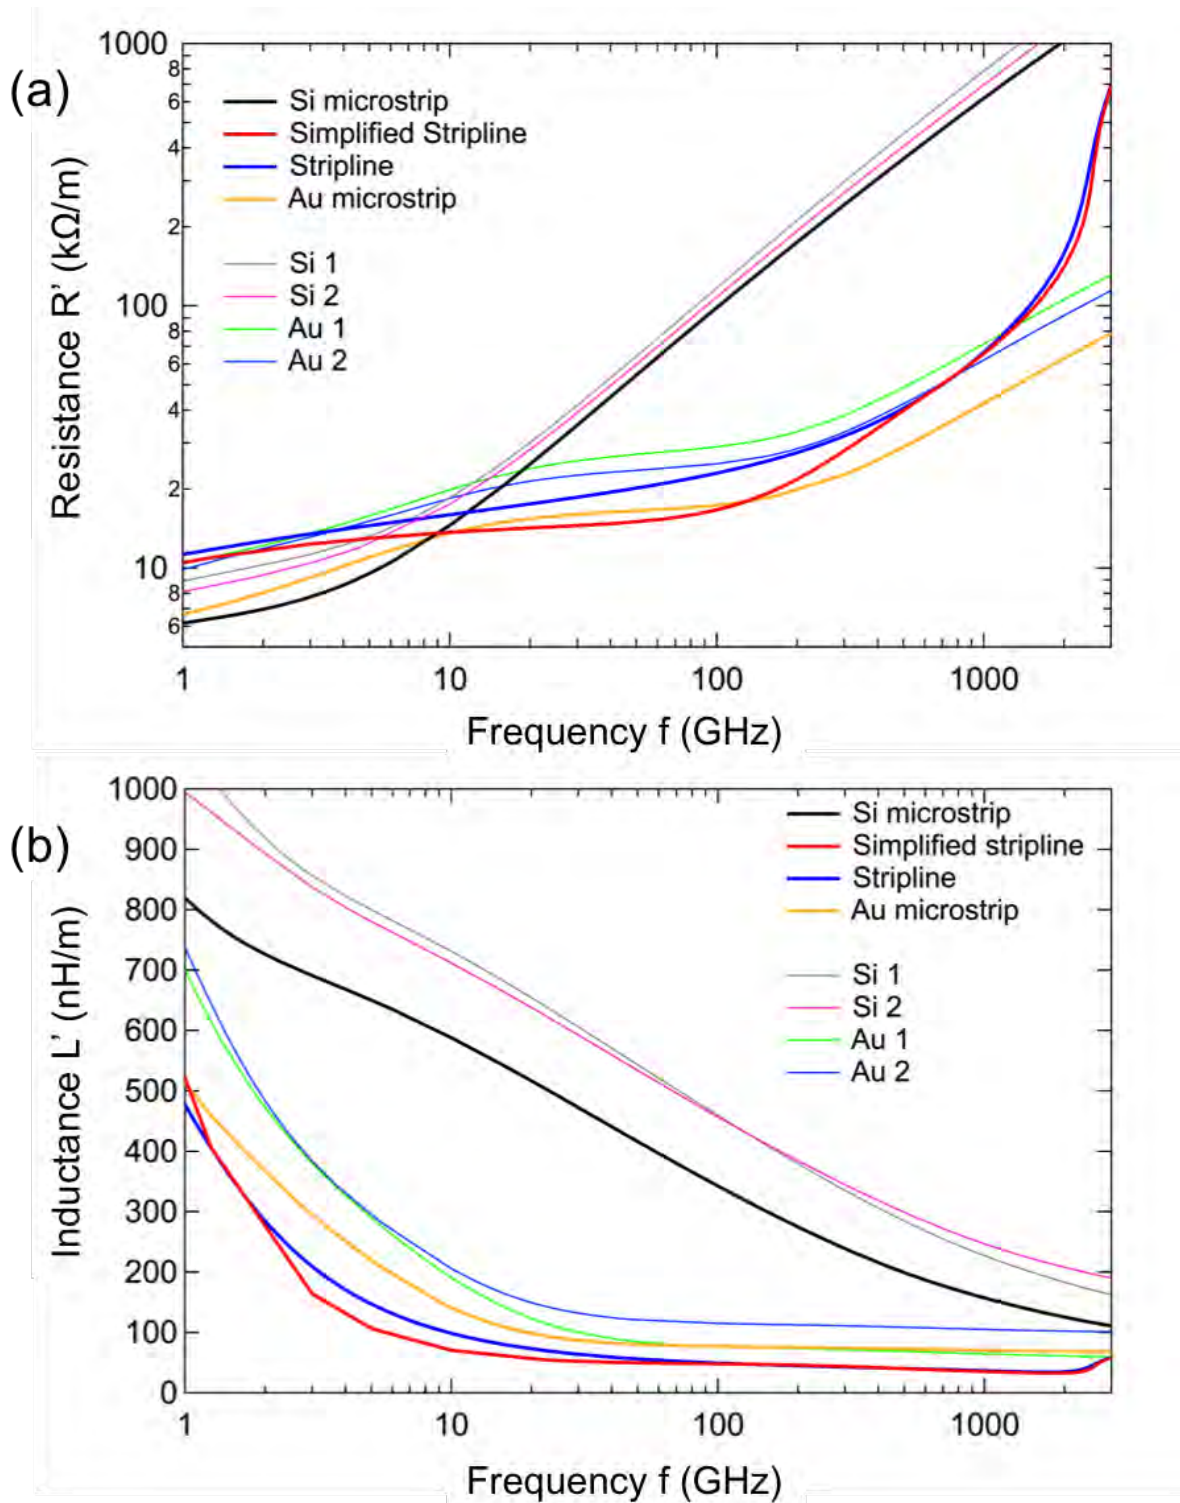 (a)
Resistance R' (kΩ/m)
1000
8
6
4
2
100
8
6
4
2
10
8
6
Si microstrip
Simplified Stripline
Stripline
Au microstrip
Si 1
Si 2
Au 1
Au 2
1 10 100 1000
Frequency f (GHz)
(b)
Inductance L' (nH/m)
1000
900
800
700
600
500
400
300
200
100
0
Si microstrip
Simplified stripline
Stripline
Au microstrip
Si 1
Si 2
Au 1
Au 2
1 10 100 1000
Frequency f (GHz)